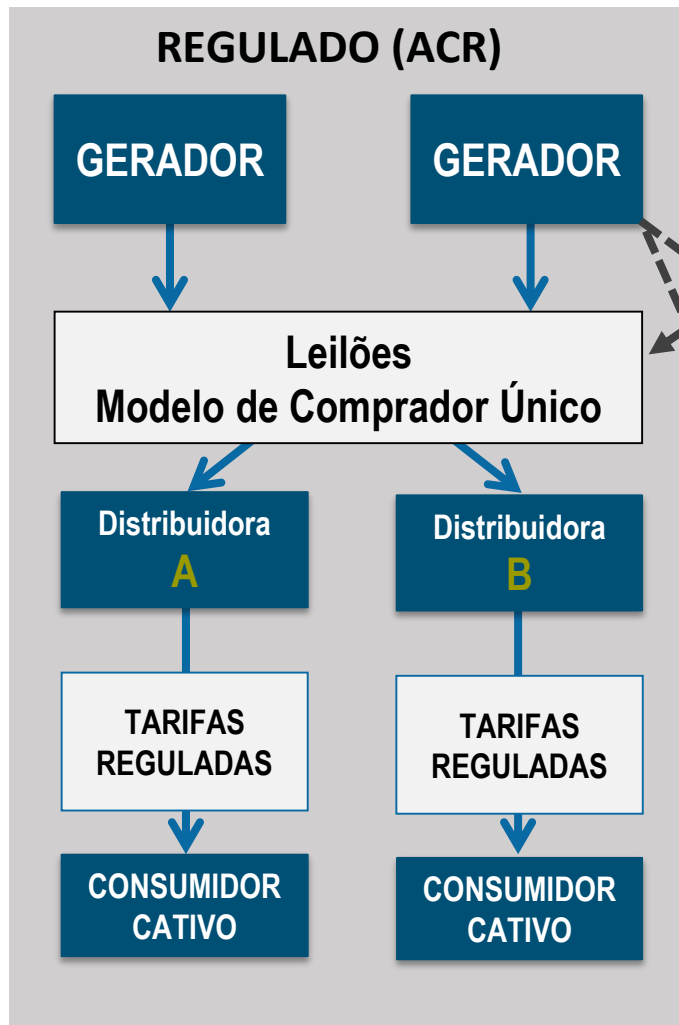 REGULADO (ACR)
GERADOR
GERADOR
Leilões
Modelo de Comprador Único
Distribuidora
A
Distribuidora
B
TARIFAS
REGULADAS
TARIFAS
REGULADAS
CONSUMIDOR
CATIVO
CONSUMIDOR
CATIVO